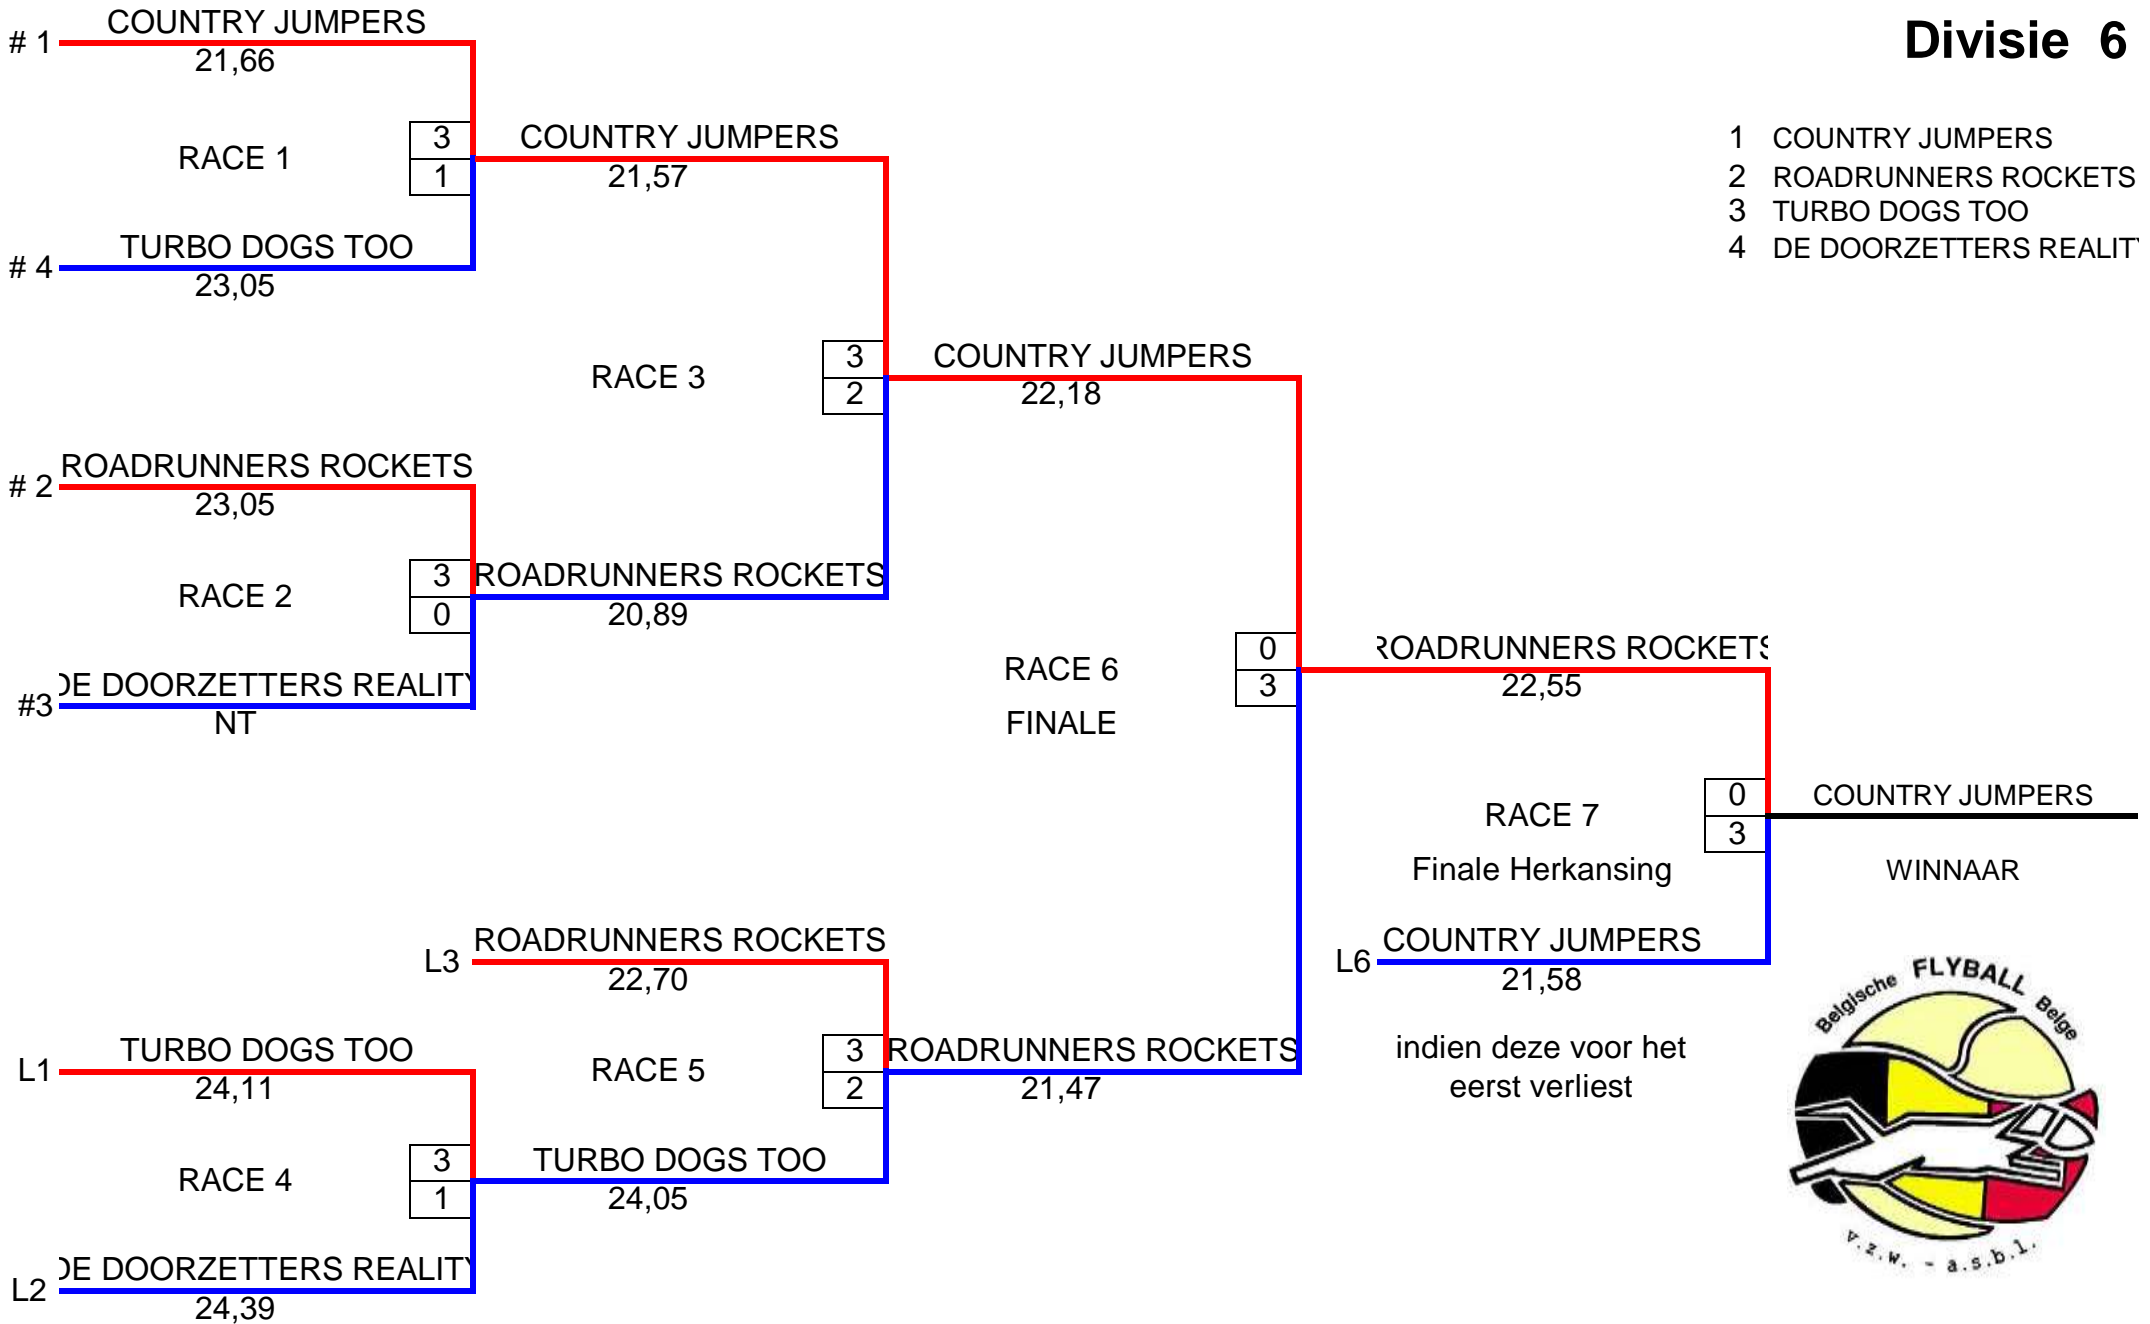 Divisie 6
1 COUNTRY JUMPERS
2 ROADRUNNERS ROCKETS
3 TURBO DOGS TOO
4 DE DOORZETTERS REALITY
# 1 COUNTRY JUMPERS
21,66
RACE 1
3
1
# 4 TURBO DOGS TOO
23,05
COUNTRY JUMPERS
21,57
RACE 3
3
2
# 2 ROADRUNNERS ROCKETS
23,05
RACE 2
3
0
#3 DE DOORZETTERS REALITY
NT
ROADRUNNERS ROCKETS
20,89
COUNTRY JUMPERS
22,18
RACE 6
FINALE
0
3
ROADRUNNERS ROCKETS
22,55
RACE 7
Finale Herkansing
0
3
COUNTRY JUMPERS
WINNAAR
L6 COUNTRY JUMPERS
21,58
indien deze voor het
eerst verliest
L3 ROADRUNNERS ROCKETS
22,70
RACE 5
3
2
ROADRUNNERS ROCKETS
21,47
L1 TURBO DOGS TOO
24,11
RACE 4
3
1
TURBO DOGS TOO
24,05
L2 DE DOORZETTERS REALITY
24,39
Belgische FLYBALL Belge
v.z.w. - a.s.b.l.